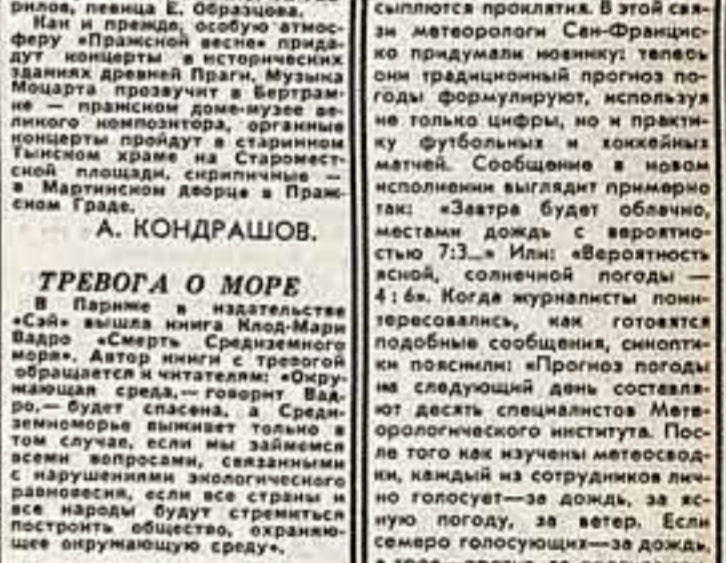 рилов, певица Е. Образцова.
Как и прежде, особую атмос-
феру «Пражской весне» прида-
дут концерты в исторических
зданиях древней Праги. Музыка
Моцарта прозвучит в Бертрам-
ке — пражском доме-музее ве-
ликого композитора, органные
концерты пройдут в старинном
Тынском храме на Староместс-
ской площади, скрипичные —
в Мартинском дворце в Праж-
ском Граде.
А. КОНДРАШОВ.
ТРЕВОГА О МОРЕ
В Париже в издательстве
«Сэй» вышла книга Клод-Мари
Вадро «Смерть Средиземного
моря». Автор книги с тревогой
обращается к читателям: «Окру-
жающая среда,— говорит Вад-
ро,— будет спасена, а Среди-
земноморье выживет только в
том случае, если мы займемся
всеми вопросами, связанными
с нарушениями экологического
равновесия, если все страны и
все народы будут стремиться
построить общество, охраняю-
щее окружающую среду».
сыплются проклятия. В этой свя-
зи метеорологи Сан-Францис-
ко придумали новинку: теперь
они традиционный прогноз по-
годы формулируют, используя
не только цифры, но и практи-
ку футбольных и хоккейных
матчей. Сообщение в новом
исполнении выглядит примерно
так: «Завтра будет облачно,
местами дождь с вероятно-
стью 7:3...» Или: «Вероятность
ясной, солнечной погоды —
4:6». Когда журналисты поин-
тересовались, как готовятся
подобные сообщения, синопти-
ки пояснили: «Прогноз погоды
на следующий день составля-
ют десять специалистов Мете-
орологического института. Пос-
ле того как изучены метеосвод-
ки, каждый из сотрудников лич-
но голосует—за дождь, за яс-
ную погоду, за ветер. Если
семеро голосующих—за дождь,